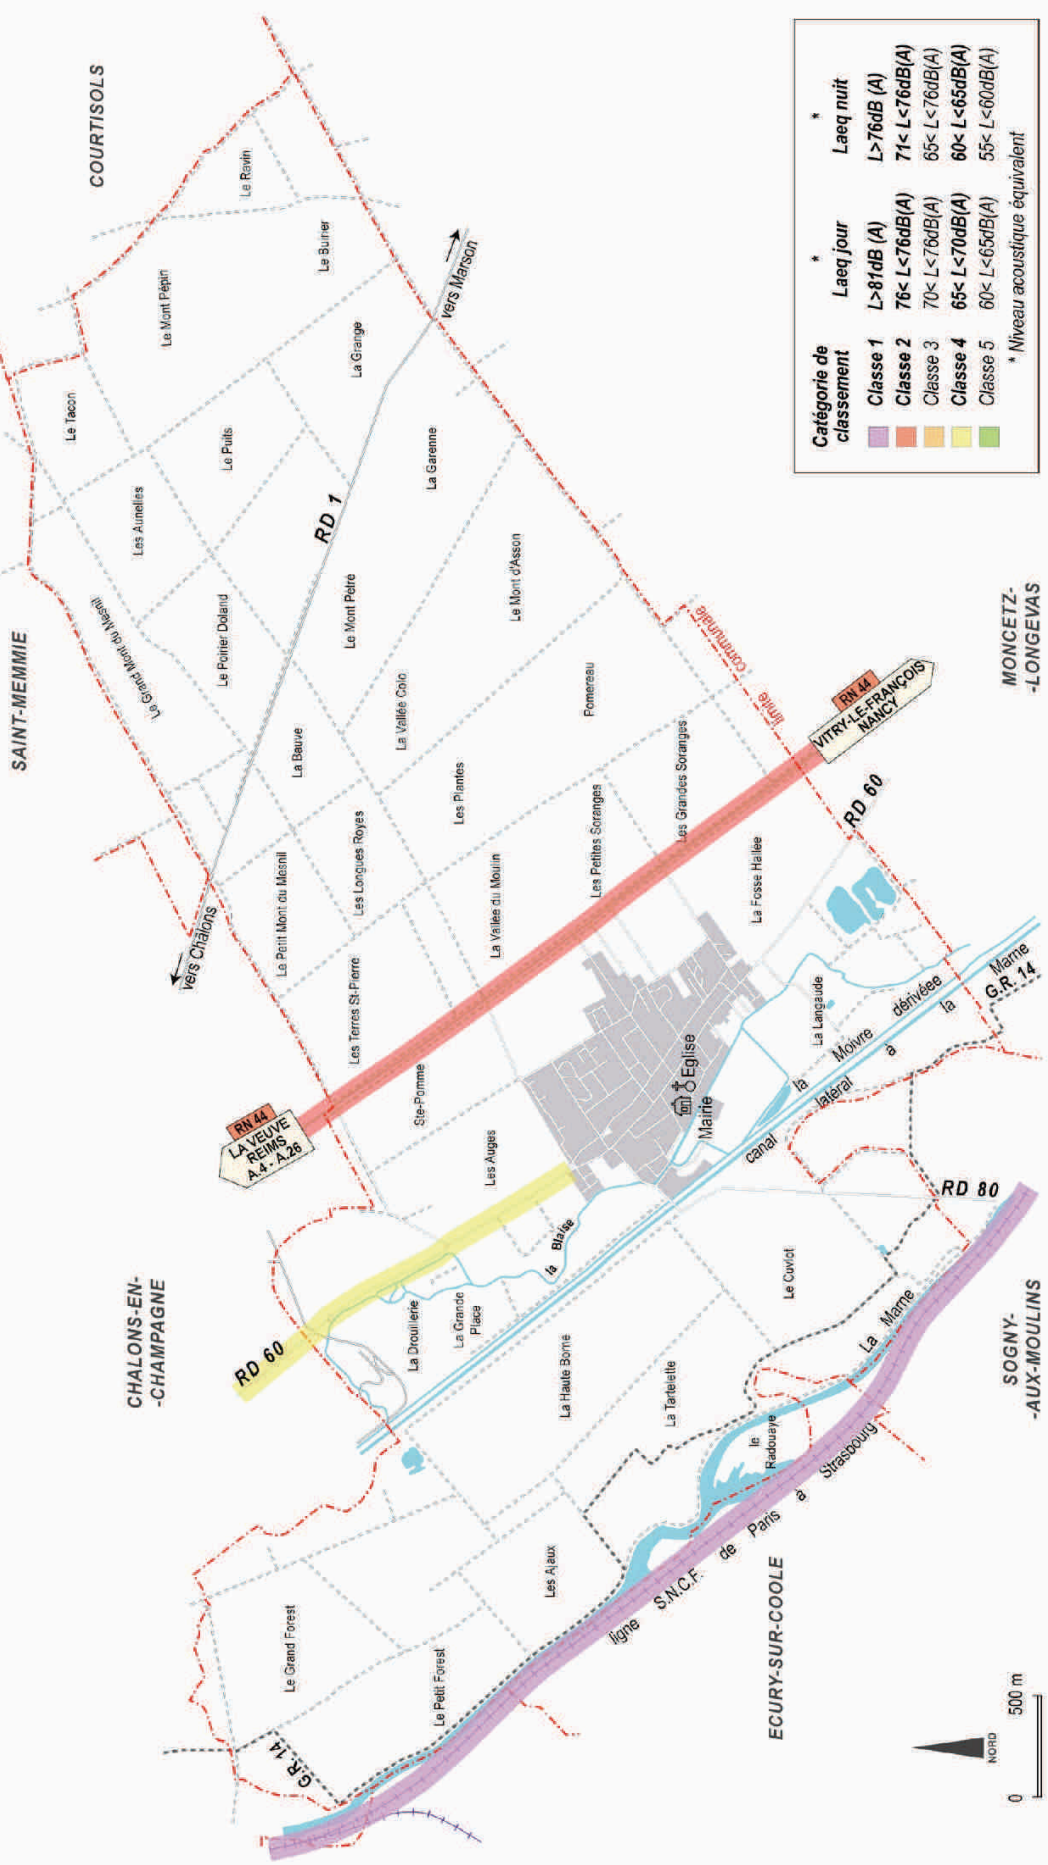 SAINT-MEMMIE
COURTISOLS
CHALONS-EN-
-CHAMPAGNE
Le Tacon
Le Mont Pépin
Le Ravin
Le Buirier
Les Aunelles
Le Puits
La Grange
vers Marson
Le Grand Mont du Mesnil
Le Poirier Doland
RD 1
La Garenne
Le Mont Pétré
Le Mont d'Asson
La Bauve
La Vallée Colo
Pomereau
limite communale
vers Châlons
Le Petit Mont du Mesnil
Les Longues Royes
Les Plantes
Les Petites Soranges
Les Grandes Soranges
RN 44
VITRY-LE-FRANÇOIS
NANCY
RD 60
Les Terres St-Pierre
La Vallée du Moulin
La Fosse Hallée
RN 44
LA VEUVE
REIMS
A.4 - A.26
Ste-Pomme
Les Auges
Eglise
Mairie
La Langaude
la Moivre dérivéee
canal latéral à la Marne
G.R. 14
RD 60
la Blaise
RD 80
La Drouillerie
La Grande
Place
Le Cuvlot
La Haute Borne
La Tartelette
La Marne
le
Radouaye
Les Ajaux
ligne S.N.C.F. de Paris à Strasbourg
Le Grand Forest
Le Petit Forest
G.R. 14
MONCETZ-
-LONGEVAS
SOGNY-
-AUX-MOULINS
ECURY-SUR-COOLE
NORD
0 500 m
Catégorie de
classement
*
Laeq jour
*
Laeq nuit
Classe 1 L>81dB (A) L>76dB (A)
Classe 2 76< L<76dB(A) 71< L<76dB(A)
Classe 3 70< L<76dB(A) 65< L<76dB(A)
Classe 4 65< L<70dB(A) 60< L<65dB(A)
Classe 5 60< L<65dB(A) 55< L<60dB(A)
* Niveau acoustique équivalent